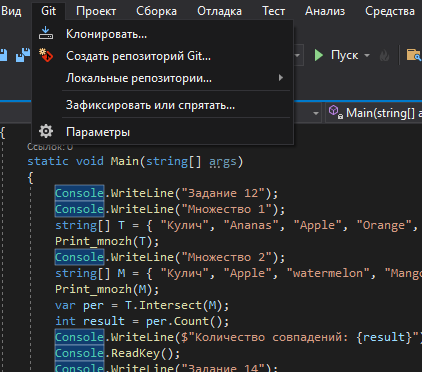 Вид Git Проект Сборка Отладка Тест Анализ Средства
Клонировать...
Создать репозиторий Git...
Пуск
Локальные репозитории...
Зафиксировать или спрятать...
Main(string[] a
Параметры
{
Ссылок: 0
static void Main(string[] args)
{
Console.WriteLine("Задание 12");
Console.WriteLine("Множество 1");
string[] T = { "Кулич", "Ananas", "Apple", "Orange",
Print_mnozh(T);
Console.WriteLine("Множество 2");
string[] M = { "Кулич", "Apple", "watermelon", "Mang
Print_mnozh(M);
var per = T.Intersect(M);
int result = per.Count();
Console.WriteLine($"Количество совпадений: {result}")
Console.ReadKey();
Console.WriteLine("Задание 14");